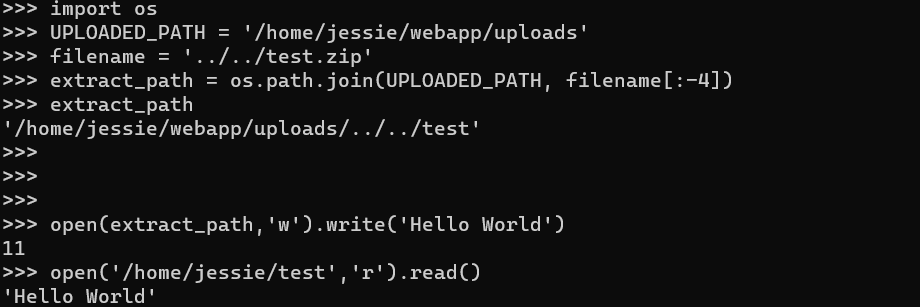 >>> import os
>>> UPLOADED_PATH = '/home/jessie/webapp/uploads'
>>> filename = '../../test.zip'
>>> extract_path = os.path.join(UPLOADED_PATH, filename[:-4])
>>> extract_path
'/home/jessie/webapp/uploads/../../test'
>>>
>>>
>>>
>>> open(extract_path,'w').write('Hello World')
11
>>> open('/home/jessie/test','r').read()
'Hello World'